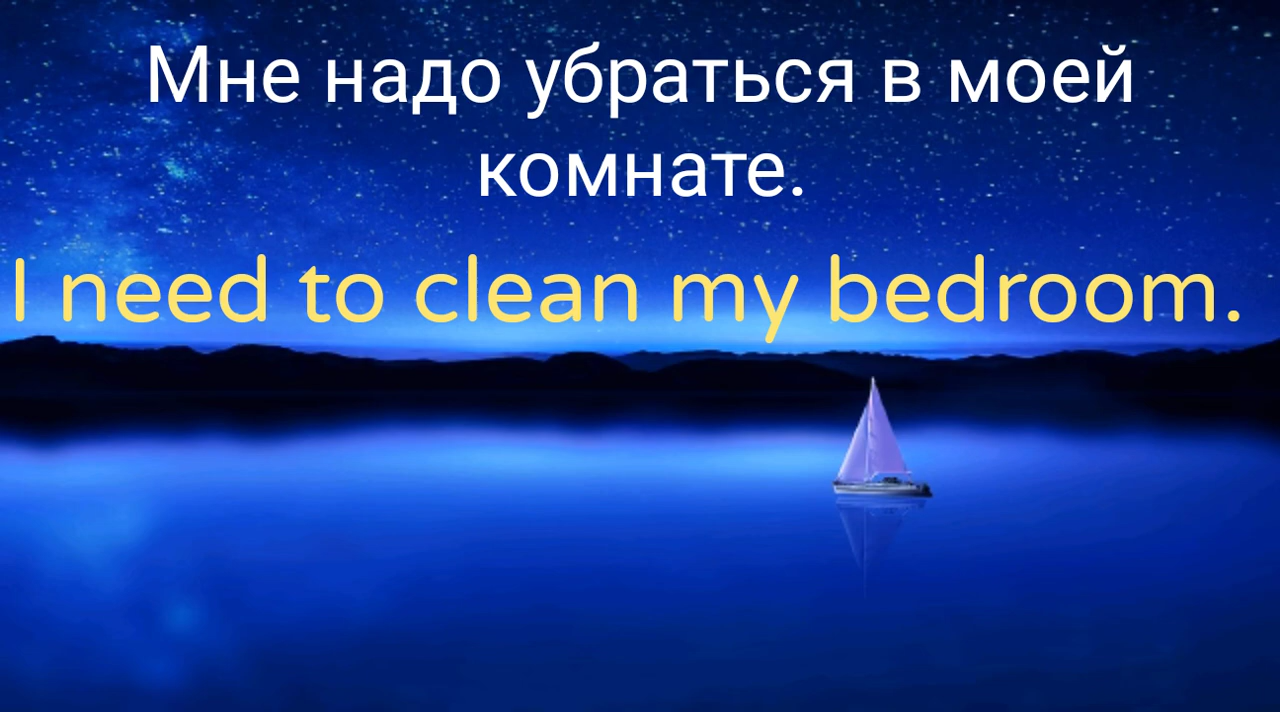 Мне надо убраться в моей
комнате.
I need to clean my bedroom.